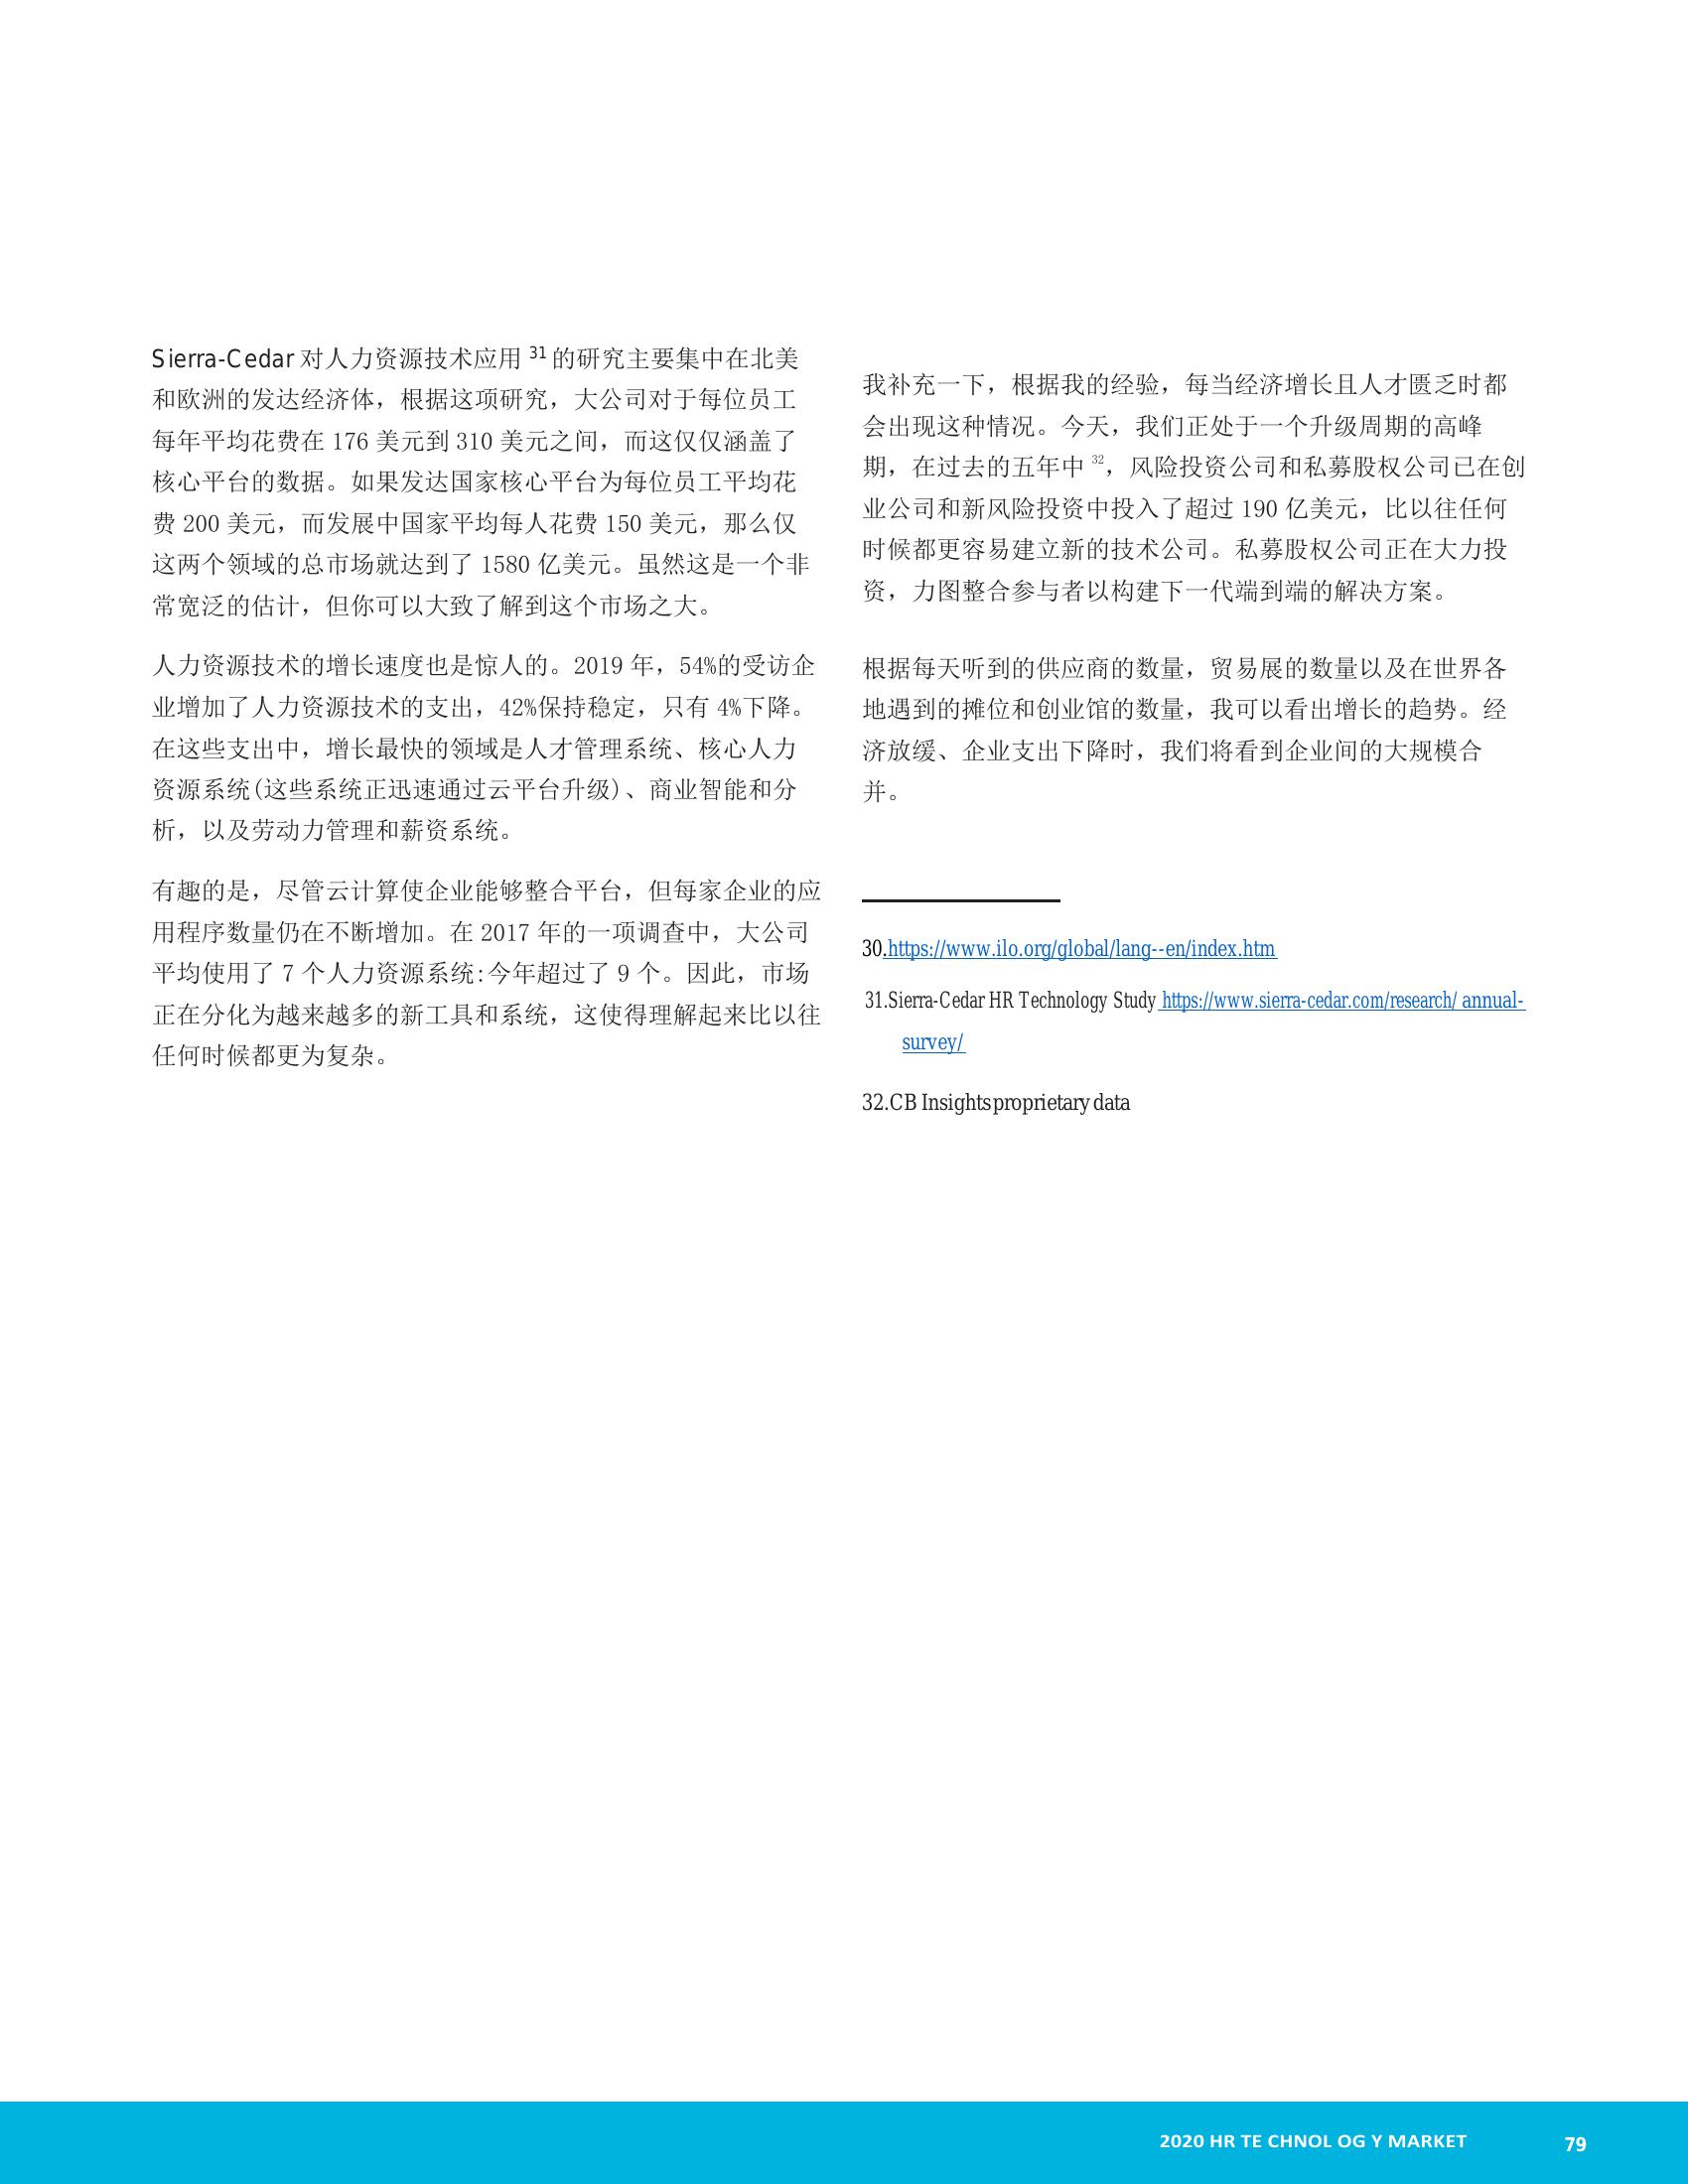 Sierra-Cedar 对人力资源技术应用 31 的研究主要集中在北美
和欧洲的发达经济体，根据这项研究，大公司对于每位员工
每年平均花费在 176 美元到 310 美元之间，而这仅仅涵盖了
核心平台的数据。如果发达国家核心平台为每位员工平均花
费 200 美元，而发展中国家平均每人花费 150 美元，那么仅
这两个领域的总市场就达到了 1580 亿美元。虽然这是一个非
常宽泛的估计，但你可以大致了解到这个市场之大。
人力资源技术的增长速度也是惊人的。2019 年，54%的受访企
业增加了人力资源技术的支出，42%保持稳定，只有 4%下降。
在这些支出中，增长最快的领域是人才管理系统、核心人力
资源系统(这些系统正迅速通过云平台升级)、商业智能和分
析，以及劳动力管理和薪资系统。
有趣的是，尽管云计算使企业能够整合平台，但每家企业的应
用程序数量仍在不断增加。在 2017 年的一项调查中，大公司
平均使用了 7 个人力资源系统:今年超过了 9 个。因此，市场
正在分化为越来越多的新工具和系统，这使得理解起来比以往
任何时候都更为复杂。
我补充一下，根据我的经验，每当经济增长且人才匮乏时都
会出现这种情况。今天，我们正处于一个升级周期的高峰
期，在过去的五年中 32，风险投资公司和私募股权公司已在创
业公司和新风险投资中投入了超过 190 亿美元，比以往任何
时候都更容易建立新的技术公司。私募股权公司正在大力投
资，力图整合参与者以构建下一代端到端的解决方案。
根据每天听到的供应商的数量，贸易展的数量以及在世界各
地遇到的摊位和创业馆的数量，我可以看出增长的趋势。经
济放缓、企业支出下降时，我们将看到企业间的大规模合
并。
30.https://www.ilo.org/global/lang--en/index.htm
31.Sierra-Cedar HR Technology Study https://www.sierra-cedar.com/research/ annual-
survey/
32.CB Insights proprietary data
2020 HR TE CHNOL OG Y MARKET 79